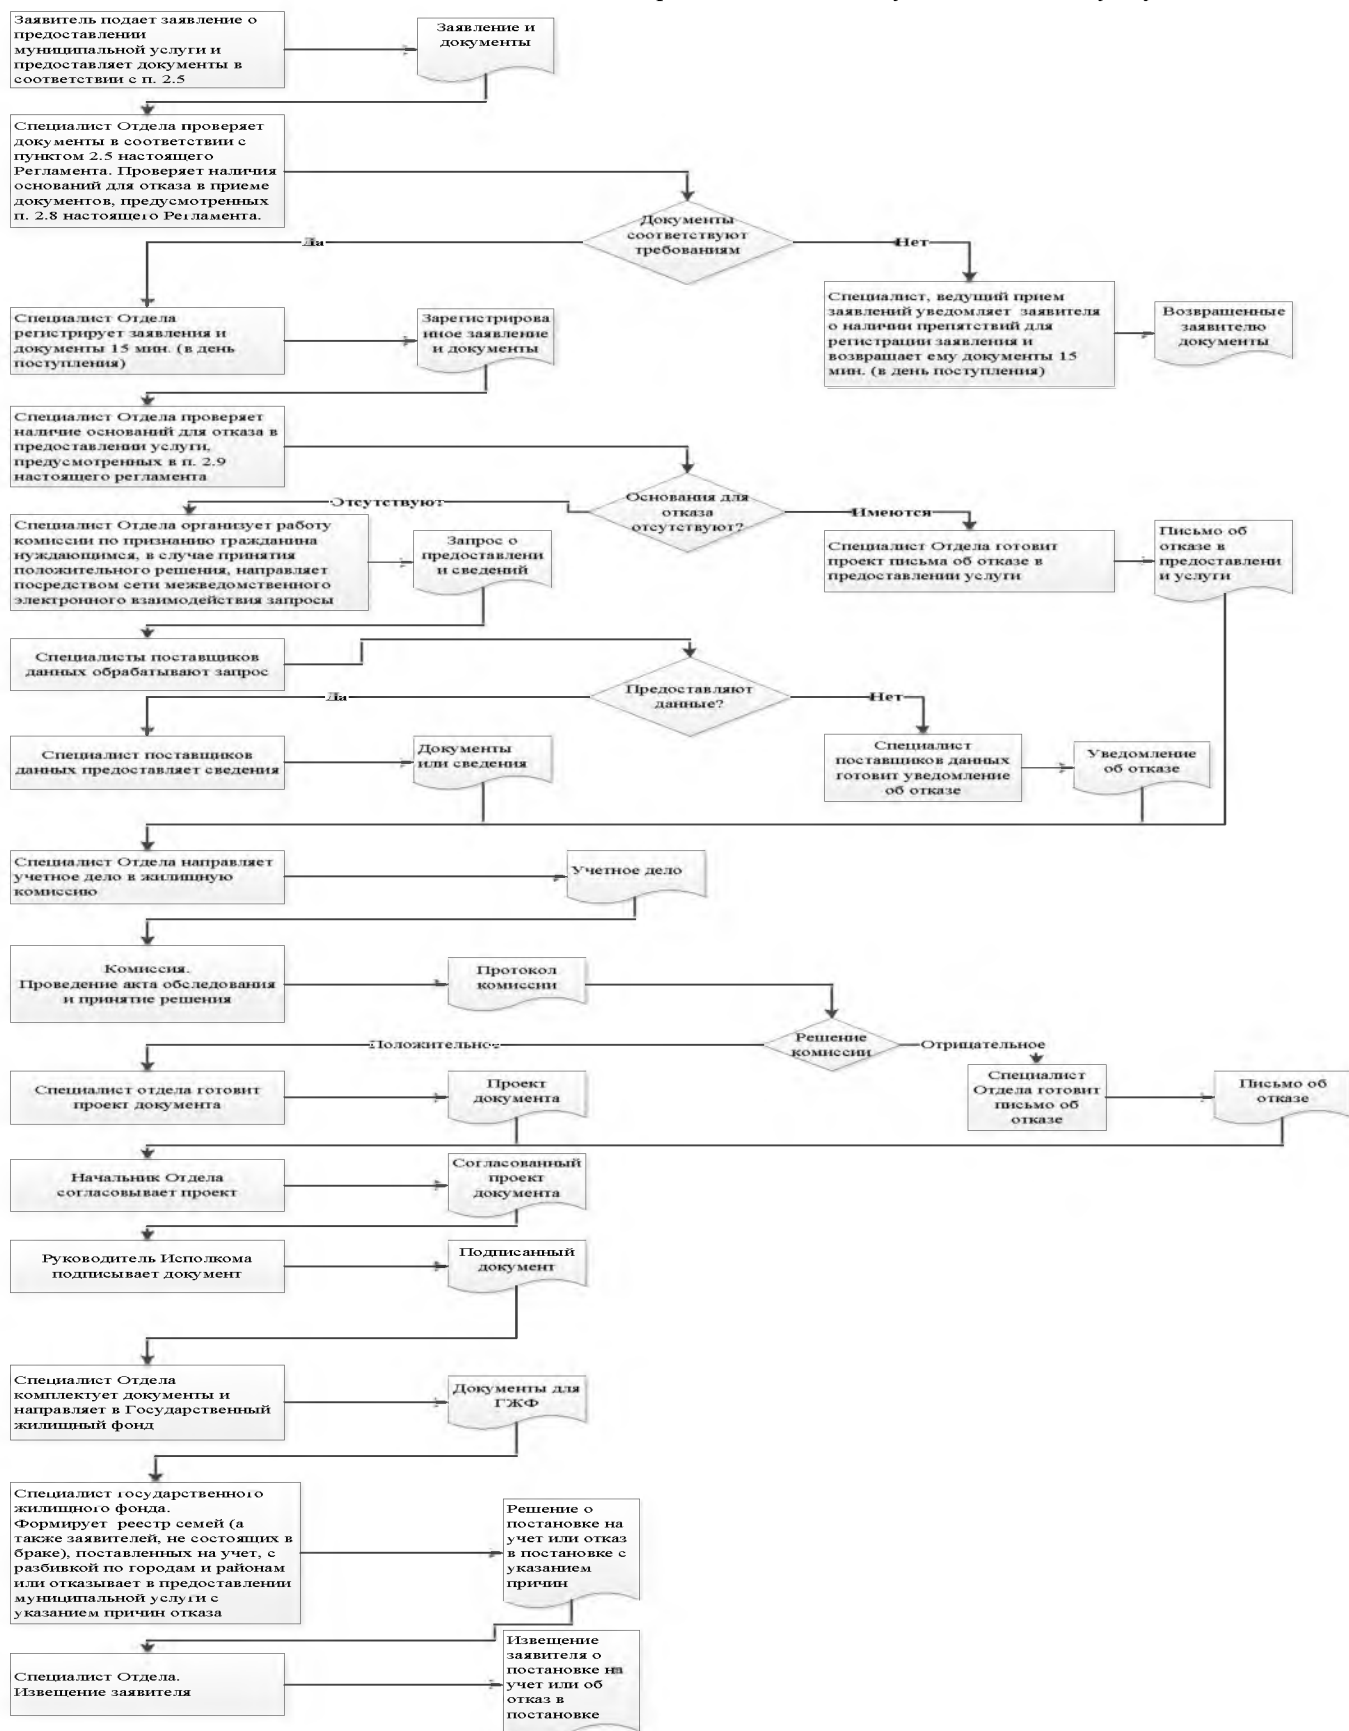 Заявитель подает заявление о
предоставлении
муниципальной услуги и
предоставляет документы в
соответствии с п. 2.5
Заявление и
документы
Специалист Отдела проверяет
документы в соответствии с
пунктом 2.5 настоящего
Регламента. Проверяет наличия
оснований для отказа в приеме
документов, предусмотренных
п. 2.8 настоящего Регламента.
Документы
соответствуют
требованиям
Да
Нет
Специалист Отдела
регистрирует заявления и
документы 15 мин. (в день
поступления)
Зарегистрирова
нное заявление
и документы
Специалист, ведущий прием
заявлений уведомляет заявителя
о наличии препятствий для
регистрации заявления и
возвращает ему документы 15
мин. (в день поступления)
Возвращенные
заявителю
документы
Специалист Отдела проверяет
наличие оснований для отказа в
предоставлении услуги,
предусмотренных в п. 2.9
настоящего регламента
Основания для
отказа
отсутствуют?
Отсутствуют
Имеются
Специалист Отдела организует работу
комиссии по признанию гражданина
нуждающимся, в случае принятия
положительного решения, направляет
посредством сети межведомственного
электронного взаимодействия запросы
Запрос о
предоставлени
и сведений
Специалист Отдела готовит
проект письма об отказе в
предоставлении услуги
Письмо об
отказе в
предоставлени
и услуги
Специалисты поставщиков
данных обрабатывают запрос
Предоставляют
данные?
Да
Нет
Специалист поставщиков
данных предоставляет сведения
Документы
или сведения
Специалист
поставщиков данных
готовит уведомление
об отказе
Уведомление
об отказе
Специалист Отдела направляет
учетное дело в жилищную
комиссию
Учетное дело
Комиссия.
Проведение акта обследования
и принятие решения
Протокол
комиссии
Решение
комиссии
Положительное
Отрицательное
Специалист отдела готовит
проект документа
Проект
документа
Специалист
Отдела готовит
письмо об
отказе
Письмо об
отказе
Начальник Отдела
согласовывает проект
Согласованный
проект
документа
Руководитель Исполкома
подписывает документ
Подписанный
документ
Специалист Отдела
комплектует документы и
направляет в Государственный
жилищный фонд
Документы для
ГЖФ
Специалист государственного
жилищного фонда.
Формирует реестр семей (а
также заявителей, не состоящих в
браке), поставленных на учет, с
разбивкой по городам и районам
или отказывает в предоставлении
муниципальной услуги с
указанием причин отказа
Решение о
постановке на
учет или отказ
в постановке с
указанием
причин
Специалист Отдела.
Извещение заявителя
Извещение
заявителя о
постановке на
учет или об
отказ в
постановке